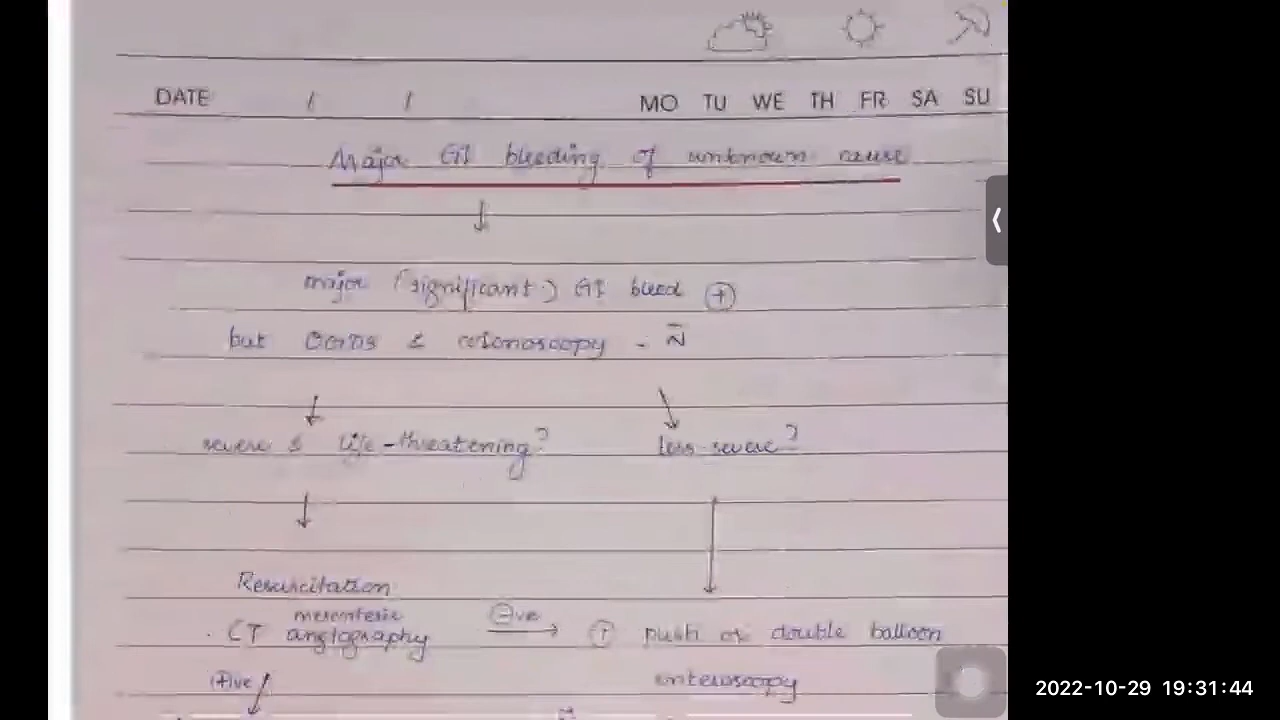 DATE / / MO TU WE TH FR SA SU
Major GI bleeding of unknown cause
↓
major (significant) GI bleed ⊕
but OGDs & colonoscopy - N̄
severe & life-threatening? less severe?
Resuscitation
mesenteric
CT angiography ⊖ve → ① push or double balloon
⊕ve enteroscopy
2022-10-29 19:31:44